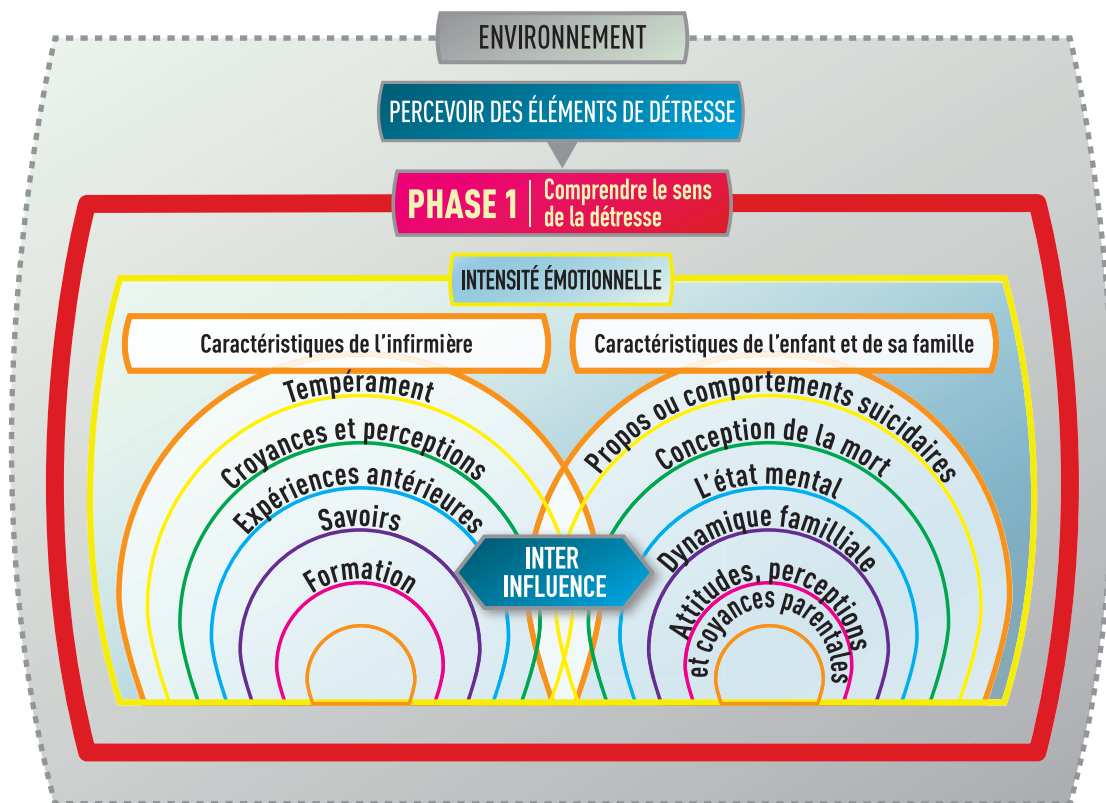 ENVIRONNEMENT
PERCEVOIR DES ÉLÉMENTS DE DÉTRESSE
PHASE 1
Comprendre le sens
de la détresse
INTENSITÉ ÉMOTIONNELLE
Caractéristiques de l'infirmière
Tempérament
Croyances et perceptions
Expériences antérieures
Savoirs
Formation
INTER
INFLUENCE
Caractéristiques de l'enfant et de sa famille
Propos ou comportements suicidaires
Conception de la mort
L'état mental
Dynamique familliale
Attitudes, perceptions
et coyances parentales